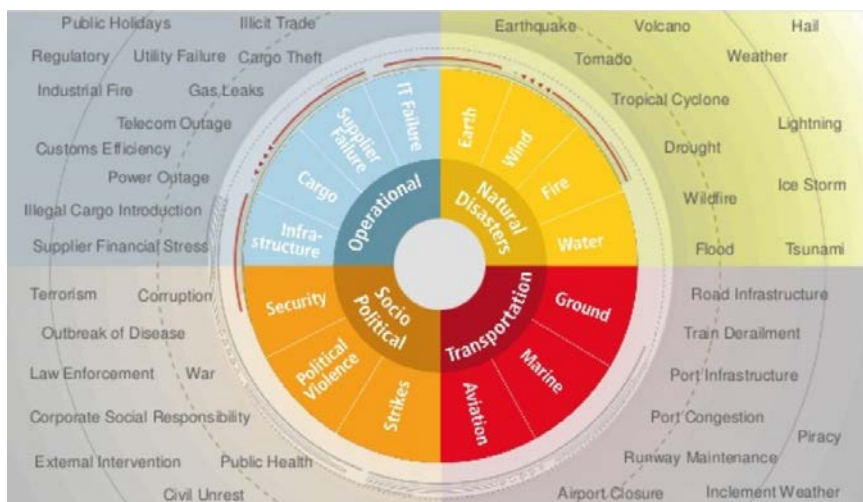 Public Holidays
Illicit Trade
Earthquake
Volcano
Hail
Regulatory
Utility Failure
Cargo Theft
Tornado
Weather
Industrial Fire
Gas Leaks
Tropical Cyclone
Telecom Outage
Lightning
Customs Efficiency
Drought
Power Outage
Ice Storm
Illegal Cargo Introduction
Wildfire
Supplier Financial Stress
Flood
Tsunami
IT Failure
Supplier
Failure
Cargo
Infra-
structure
Operational
Earth
Wind
Fire
Water
Natural
Disasters
Security
Political
Violence
Strikes
Socio
Political
Ground
Marine
Aviation
Transportation
Terrorism
Corruption
Road Infrastructure
Outbreak of Disease
Train Derailment
Law Enforcement
War
Port Infrastructure
Corporate Social Responsibility
Port Congestion
Piracy
External Intervention
Public Health
Runway Maintenance
Civil Unrest
Airport Closure
Inclement Weather